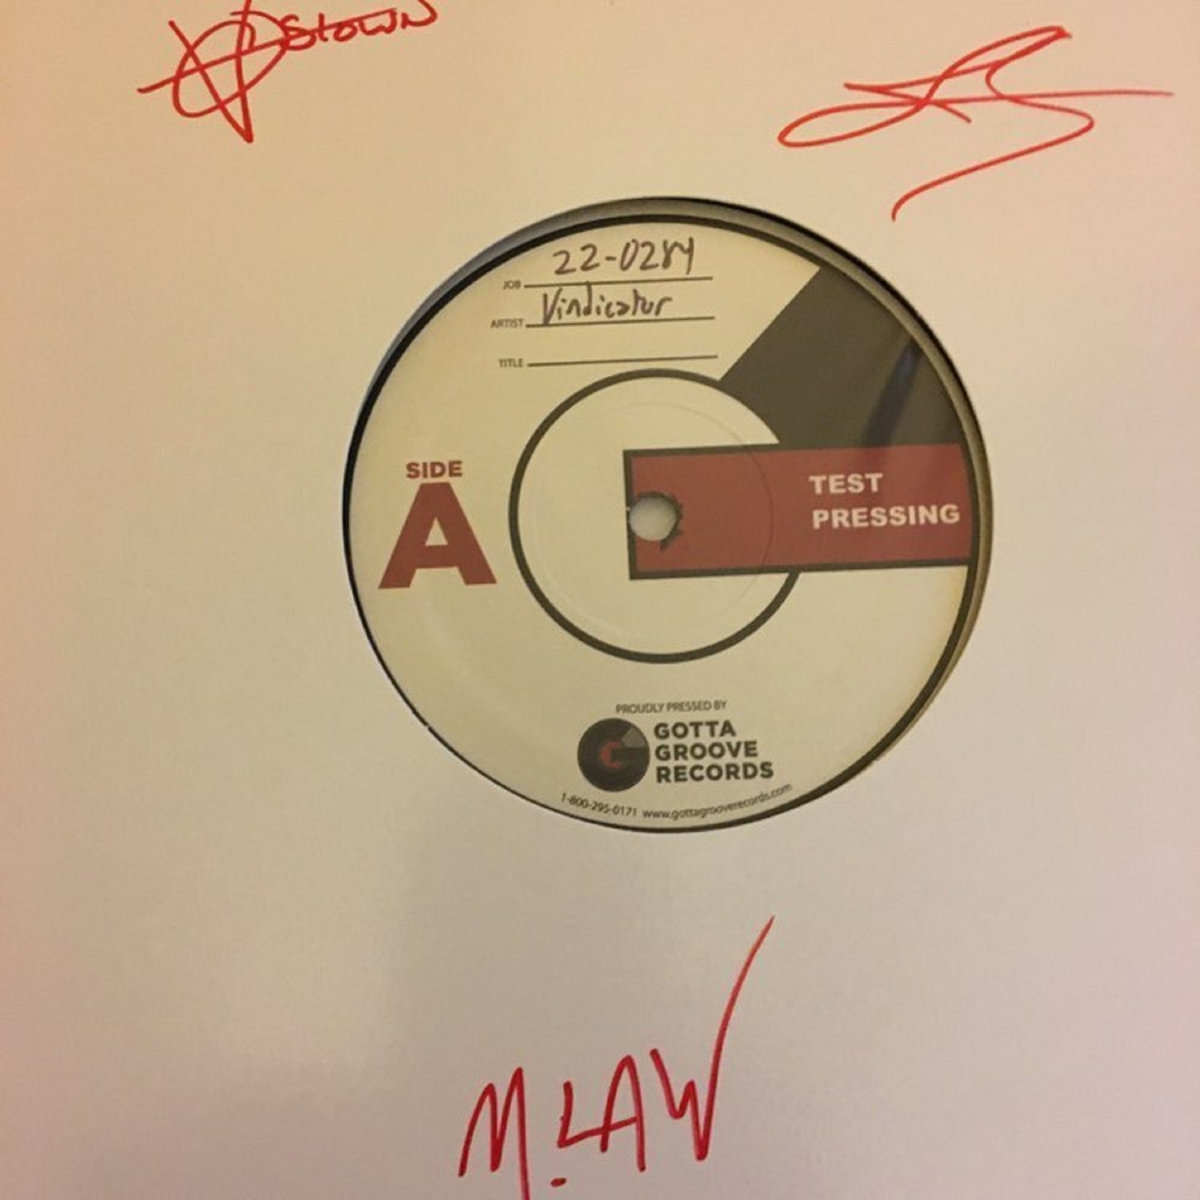 Stown
22-0284
JOB
Vindicator
ARTIST
TITLE
SIDE
A
TEST
PRESSING
PROUDLY PRESSED BY
GOTTA
GROOVE
RECORDS
1-800-295-0171 www.gottagrooverecords.com
M.LAW